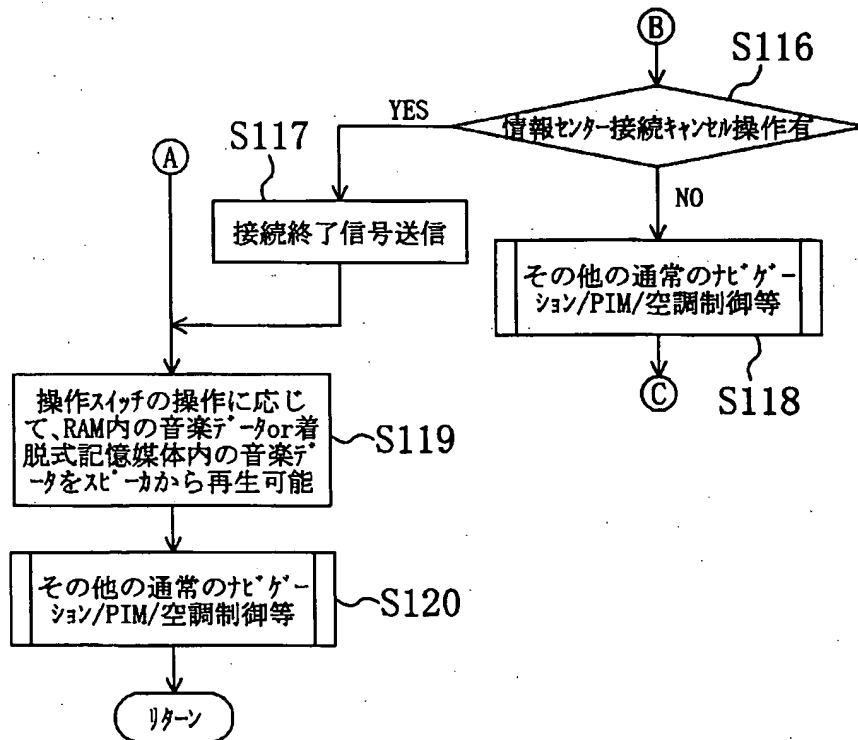 B
S116
情報センター接続キャンセル操作有
YES
NO
A
S117
接続終了信号送信
その他の通常のナビゲー
ション/PIM/空調制御等
S118
C
操作スイッチの操作に応じ
て、RAM内の音楽データor着
脱式記憶媒体内の音楽デ
ータをスピーカから再生可能
S119
その他の通常のナビゲー
ション/PIM/空調制御等
S120
リターン